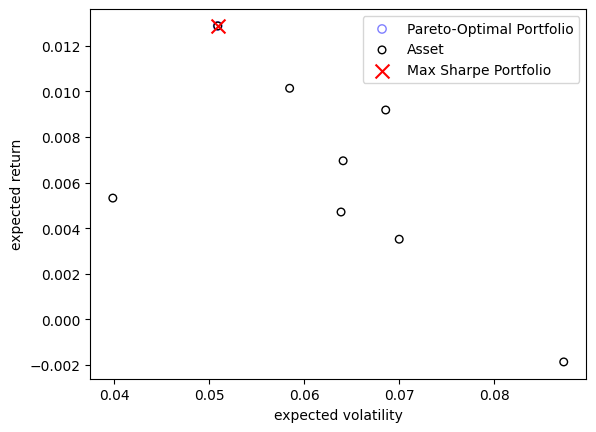 0.012
0.010
0.008
0.006
0.004
0.002
0.000
−0.002
expected return
Pareto-Optimal Portfolio
Asset
Max Sharpe Portfolio
0.04 0.05 0.06 0.07 0.08
expected volatility